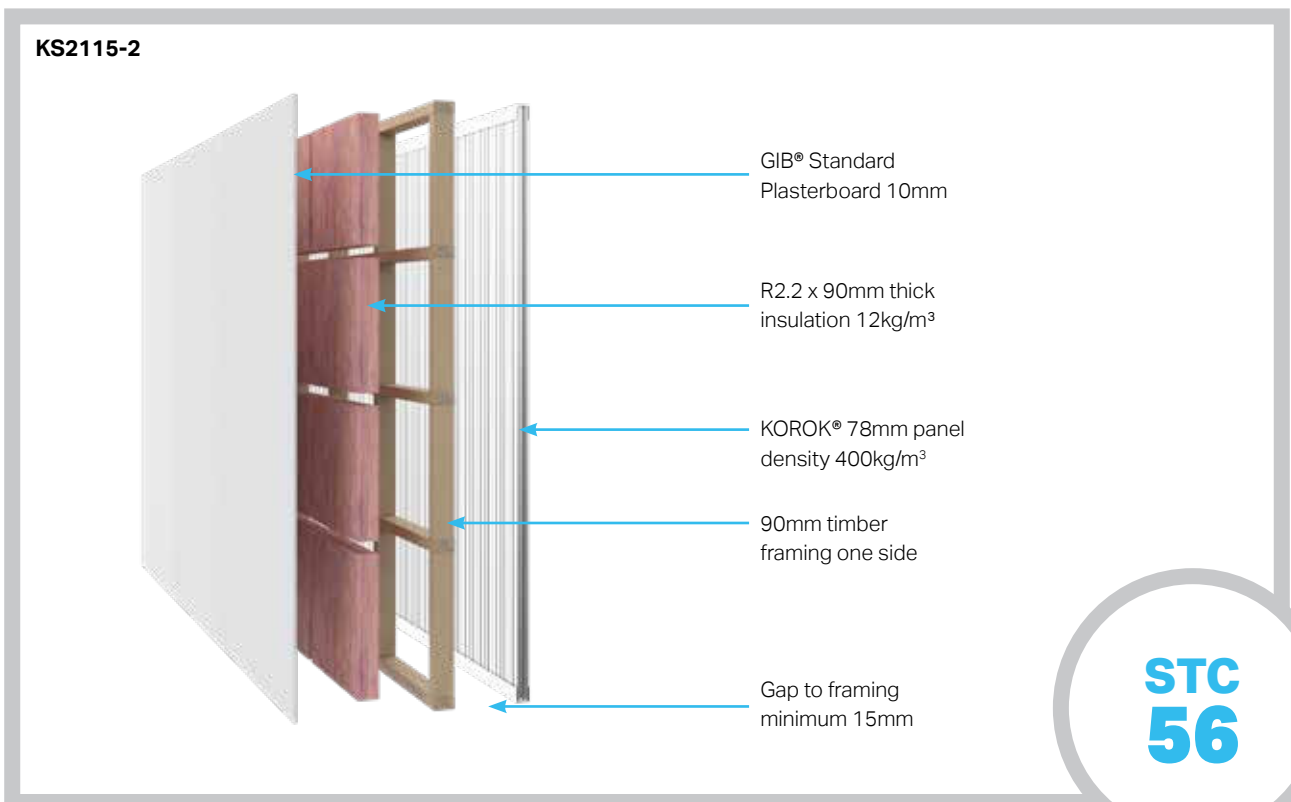 KS2115-2
GIB® Standard
Plasterboard 10mm
R2.2 x 90mm thick
insulation 12kg/m³
KOROK® 78mm panel
density 400kg/m³
90mm timber
framing one side
Gap to framing
minimum 15mm
STC
56